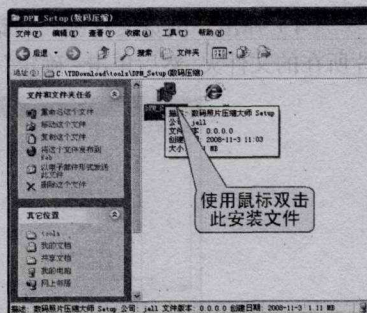 DPM_Setup(数码压缩)
文件(F) 编辑(E) 查看(V) 收藏(A) 工具(T) 帮助(H)
后退 搜索 文件夹
地址(D) C:\TDDownload\tools\DPM_Setup(数码压缩)
文件和文件夹任务
重命名这个文件
移动这个文件
复制这个文件
将这个文件发布到
Web
以电子邮件形式发送
此文件
删除这个文件
描述: 数码照片压缩大师 Setup
公司: jell
文件版本: 0.0.0.0
创建日期: 2008-11-3 11:03
大小: MB
使用鼠标双击
此安装文件
其它位置
tools
我的文档
共享文档
我的电脑
网上邻居
描述: 数码照片压缩大师 Setup 公司: jell 文件版本: 0.0.0.0 创建日期: 2008-11-3 1.11 MB